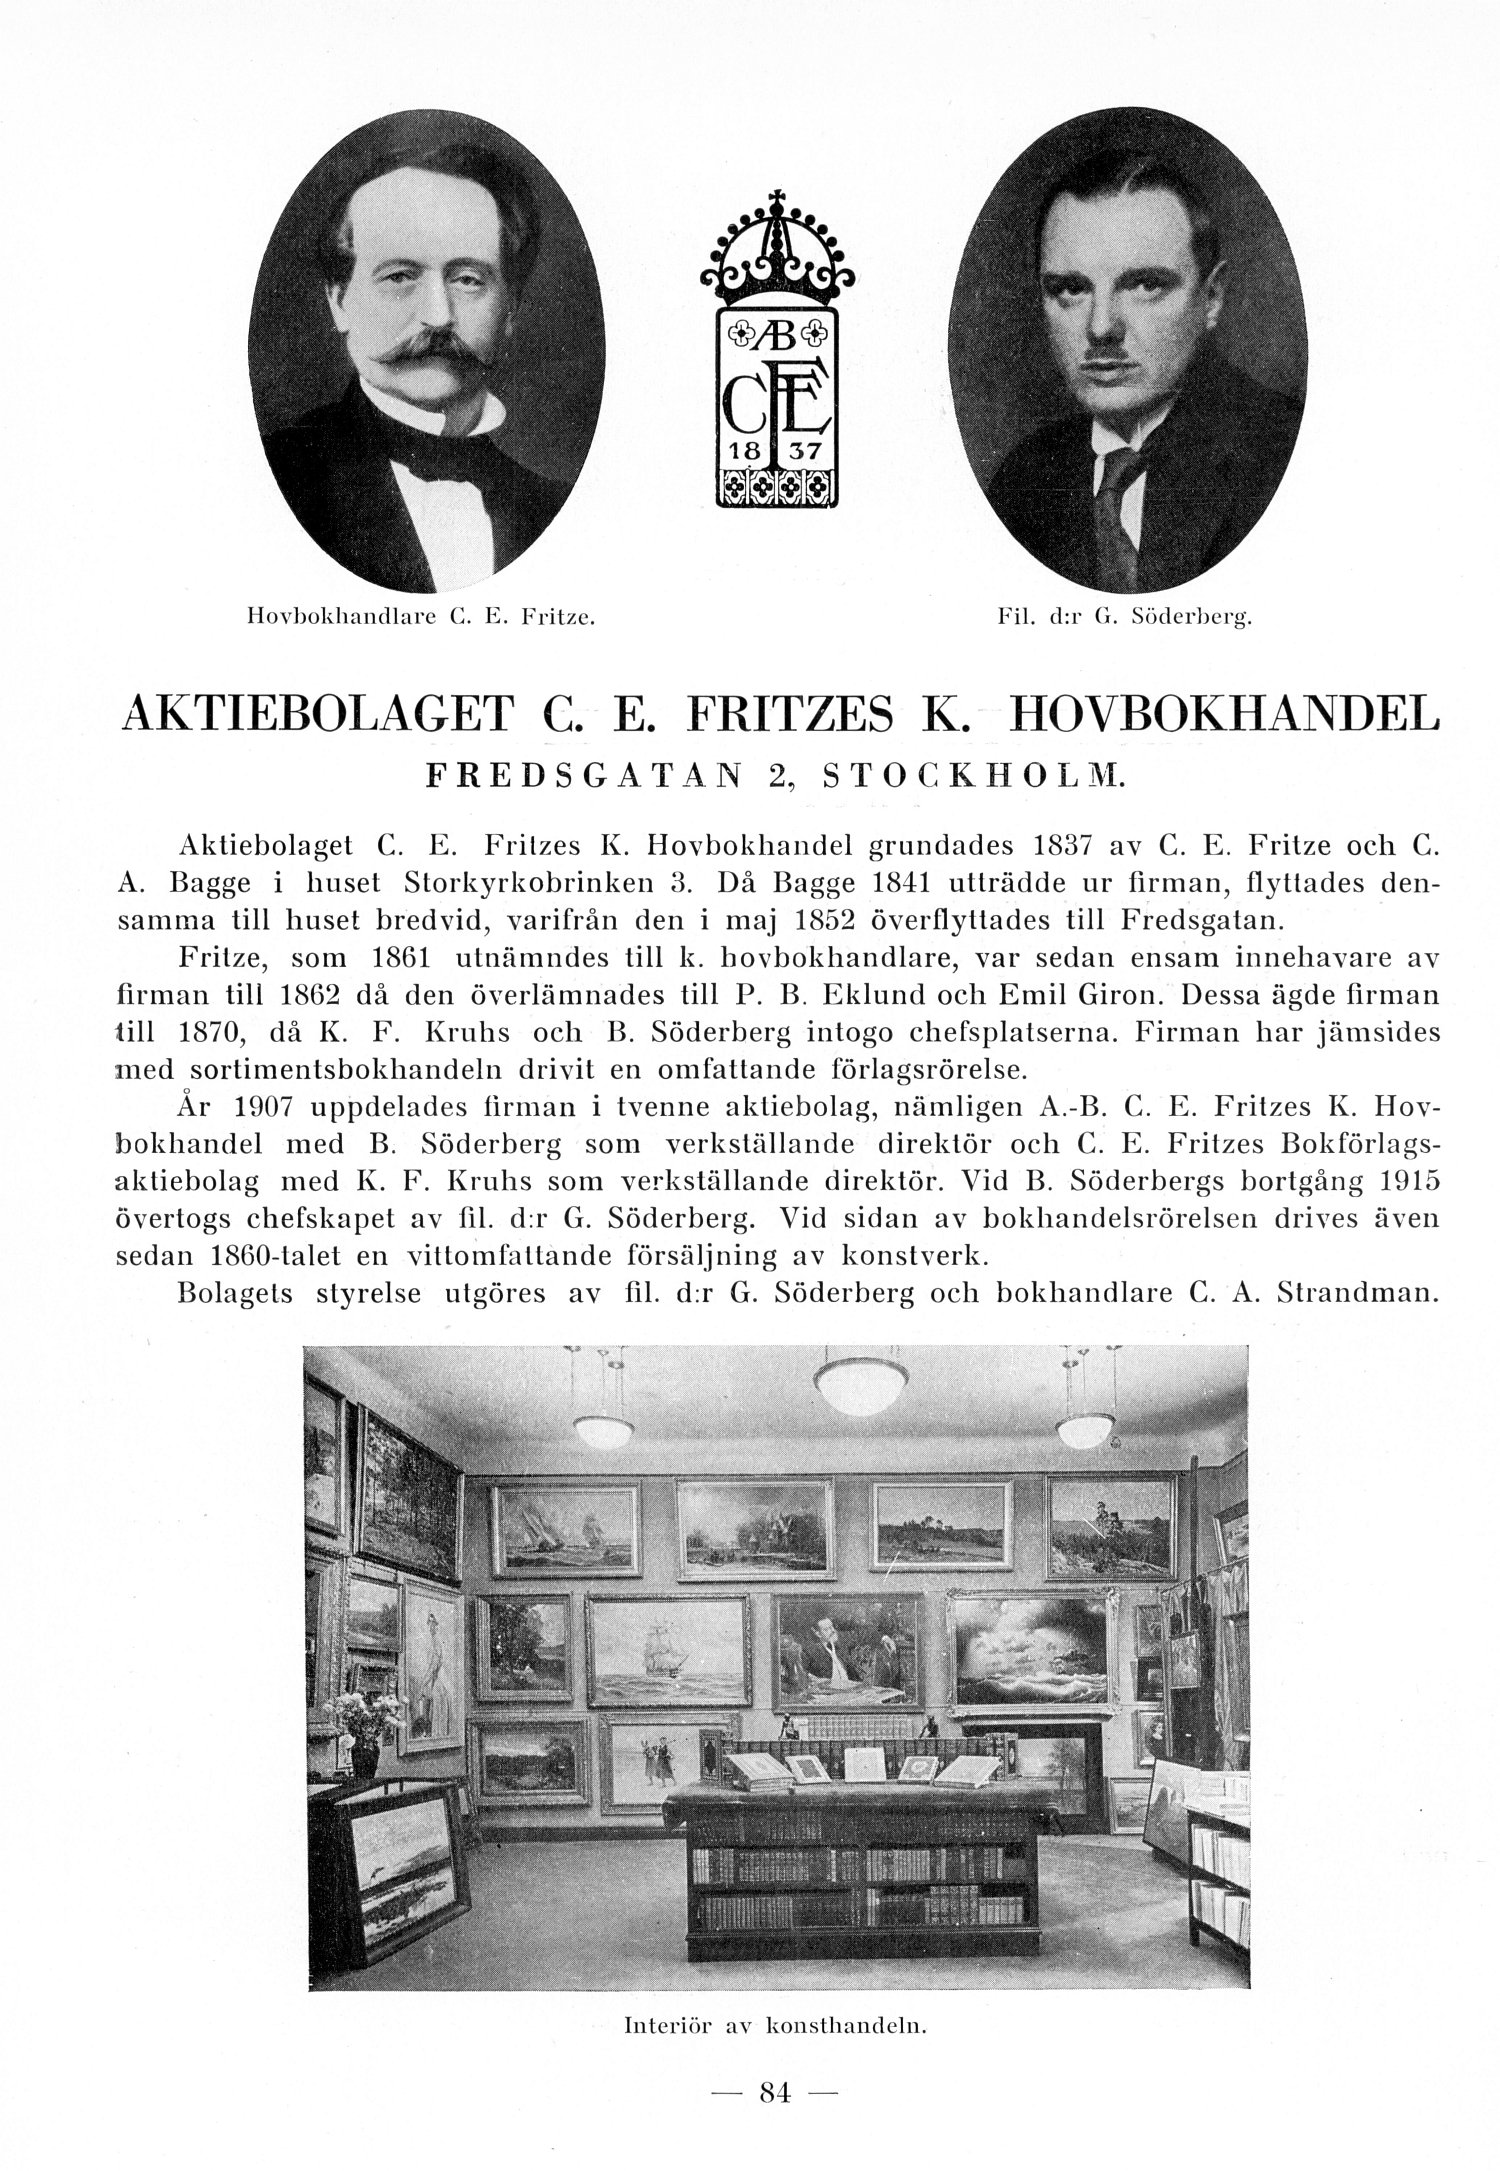 ÆB
CFE
18 37
Hovbokhandlare C. E. Fritze.
Fil. d:r G. Söderberg.
AKTIEBOLAGET C. E. FRITZES K. HOVBOKHANDEL
FREDSGATAN 2, STOCKHOLM.
Aktiebolaget C. E. Fritzes K. Hovbokhandel grundades 1837 av C. E. Fritze och C.
A. Bagge i huset Storkyrkobrinken 3. Då Bagge 1841 utträdde ur firman, flyttades den-
samma till huset bredvid, varifrån den i maj 1852 överflyttades till Fredsgatan.
Fritze, som 1861 utnämndes till k. hovbokhandlare, var sedan ensam innehavare av
firman till 1862 då den överlämnades till P. B. Eklund och Emil Giron. Dessa ägde firman
till 1870, då K. F. Kruhs och B. Söderberg intogo chefsplatserna. Firman har jämsides
med sortimentsbokhandeln drivit en omfattande förlagsrörelse.
År 1907 uppdelades firman i tvenne aktiebolag, nämligen A.-B. C. E. Fritzes K. Hov-
bokhandel med B. Söderberg som verkställande direktör och C. E. Fritzes Bokförlags-
aktiebolag med K. F. Kruhs som verkställande direktör. Vid B. Söderbergs bortgång 1915
övertogs chefskapet av fil. d:r G. Söderberg. Vid sidan av bokhandelsrörelsen drives även
sedan 1860-talet en vittomfattande försäljning av konstverk.
Bolagets styrelse utgöres av fil. d:r G. Söderberg och bokhandlare C. A. Strandman.
Interiör av konsthandeln.
— 84 —